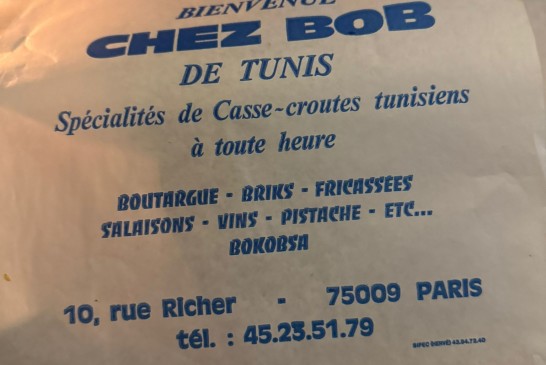 BIENVENUE
CHEZ BOB
DE TUNIS
Spécialités de Casse-croutes tunisiens
à toute heure
BOUTARGUE - BRIKS - FRICASSÉES
SALAISONS - VINS - PISTACHE - ETC...
BOKOBSA
10, rue Richer - 75009 PARIS
tél. : 45.23.51.79